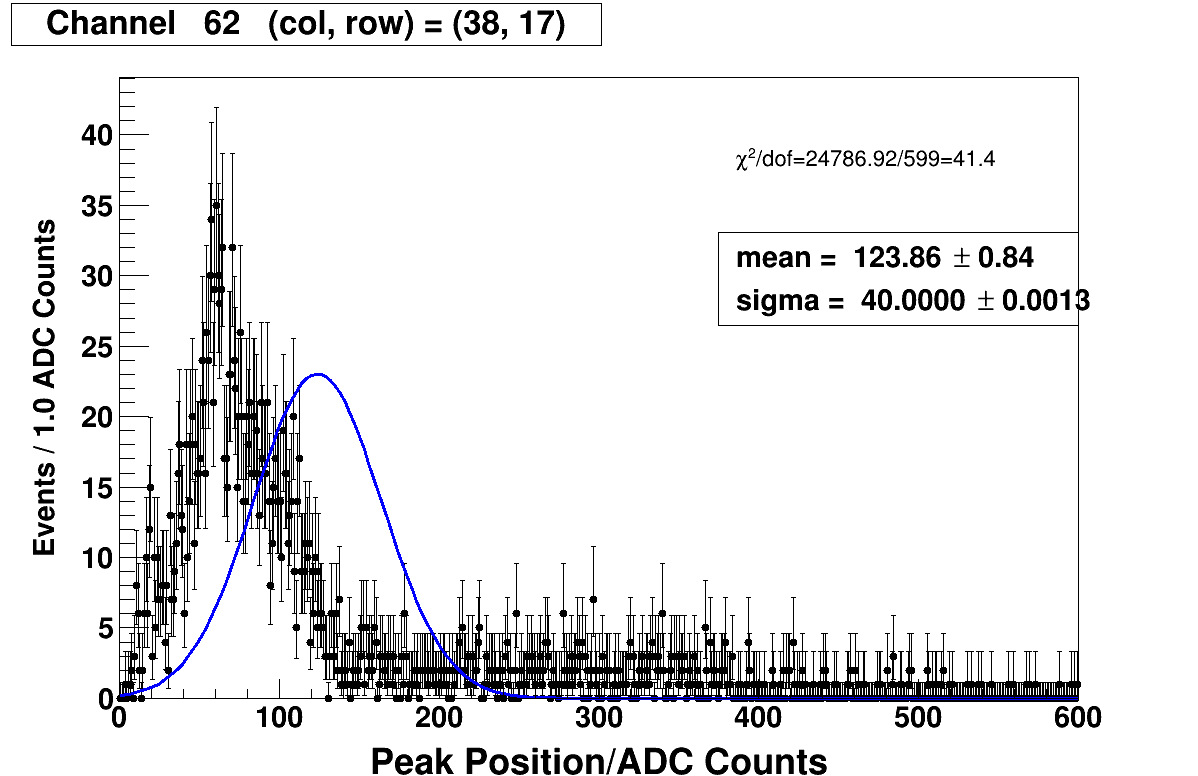 Channel 62 (col, row) = (38, 17)
χ²/dof=24786.92/599=41.4
mean = 123.86 ± 0.84
sigma = 40.0000 ± 0.0013
Events / 1.0 ADC Counts
40
35
30
25
20
15
10
5
0
0 100 200 300 400 500 600
Peak Position/ADC Counts